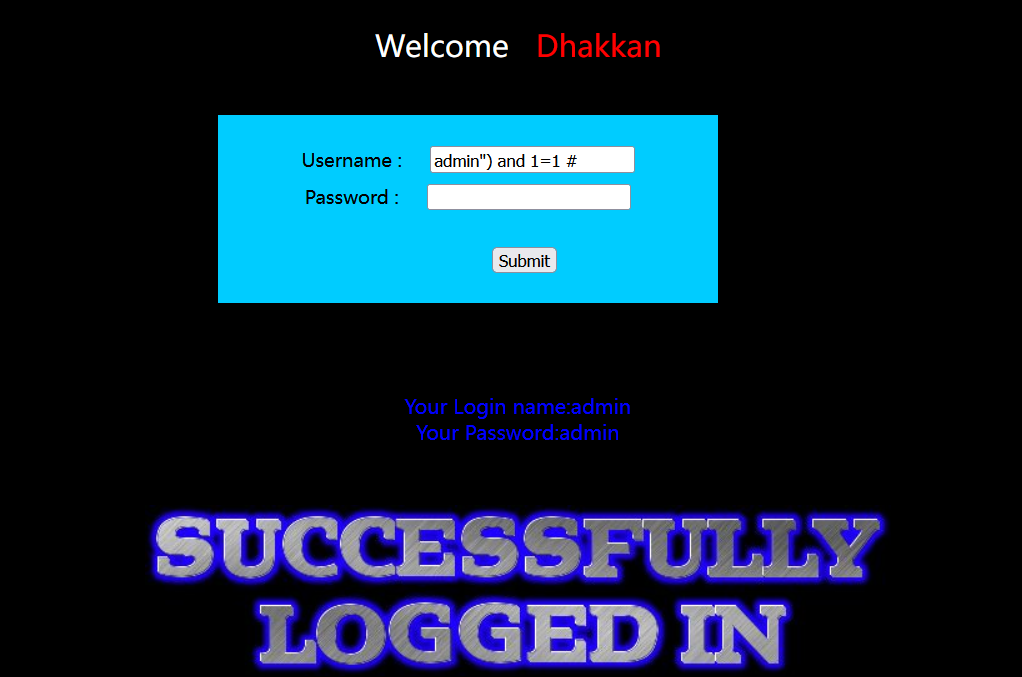 Welcome Dhakkan
Username : admin") and 1=1 #
Password :
Submit
Your Login name:admin
Your Password:admin
SUCCESSFULLY
LOGGED IN